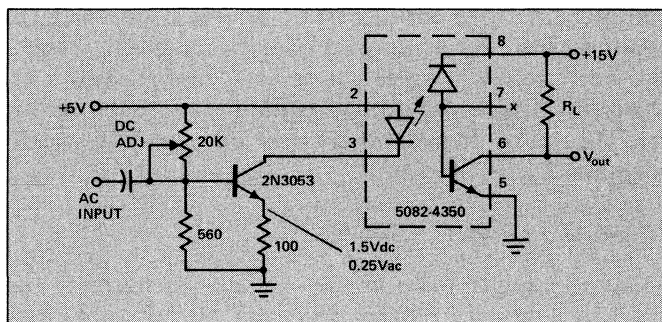 8
+15V
2
7
x
+5V
R_L
DC
ADJ
20K
3
6
V_out
2N3053
5
AC
INPUT
5082-4350
560
100
1.5Vdc
0.25Vac